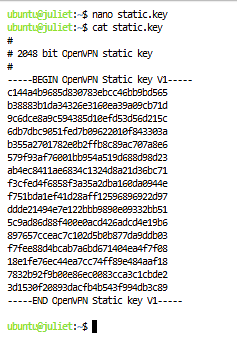 ubuntu@juliet:~$ nano static.key
ubuntu@juliet:~$ cat static.key
#
# 2048 bit OpenVPN static key
#
-----BEGIN OpenVPN Static key V1-----
c144a4b9685d830783ebcc46bb9bd565
b38883b1da34326e3160ea39a09cb71d
9c6dce8a9c594385d10efd53d56d215c
6db7dbc9051fed7b09622010f843303a
b355a2701782e0b2ffb8c89ac707a8e6
579f93af76001bb954a519d688d98d23
ab4ec8411ae6834c1324d8a21d36bc71
f3cfed4f6858f3a35a2dba160da0944e
f751bda1ef41d28aff12596896922d97
ddde21494e7e122bbb9890e09332bb51
5c9ad86d88f400e0acd426adcd4e19b6
897657cceac7c102d5b0b877da9ddb03
f7fee88d4bcab7a6bd671404ea4f7f08
18e1fe76ec44ea7cc74ff89e484aaf18
7832b92f9b00e86ec0083cca3c1cbde2
3d1530f20893dacfb4b543f994db3c89
-----END OpenVPN Static key V1-----
ubuntu@juliet:~$